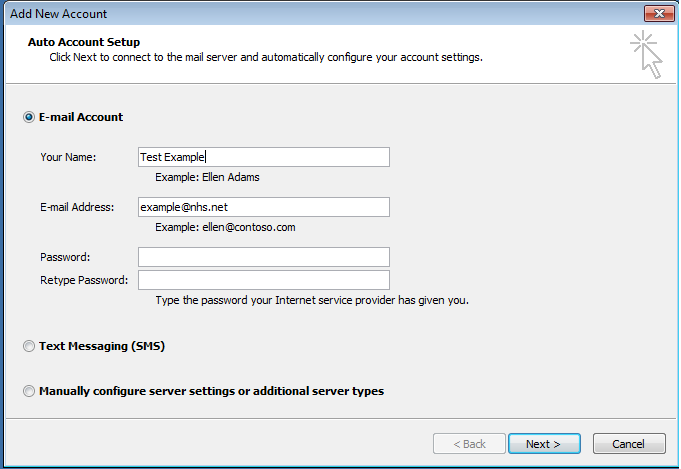 Add New Account
Auto Account Setup
Click Next to connect to the mail server and automatically configure your account settings.
E-mail Account
Your Name: Test Example
Example: Ellen Adams
E-mail Address: example@nhs.net
Example: ellen@contoso.com
Password:
Retype Password:
Type the password your Internet service provider has given you.
Text Messaging (SMS)
Manually configure server settings or additional server types
< Back Next > Cancel